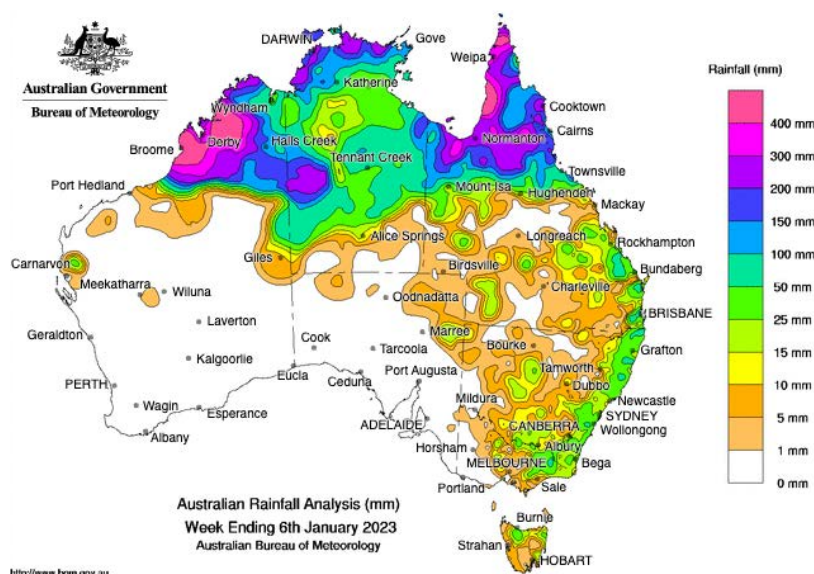 Australian Government
Bureau of Meteorology
DARWIN
Gove
Weipa
Katherine
Wyndham
Cooktown
Cairns
Derby
Halls Creek
Normanton
Broome
Tennant Creek
Townsville
Port Hedland
Mount Isa
Hughenden
Mackay
Alice Springs
Longreach
Rockhampton
Giles
Birdsville
Carnarvon
Bundaberg
Meekatharra
Wiluna
Charleville
Oodnadatta
BRISBANE
Laverton
Marree
Geraldton
Cook
Tarcoola
Bourke
Grafton
Kalgoorlie
Tamworth
Eucla
Port Augusta
PERTH
Ceduna
Dubbo
Newcastle
Wagin
Esperance
Mildura
SYDNEY
ADELAIDE
CANBERRA
Wollongong
Albany
Horsham
Albury
MELBOURNE
Bega
Portland
Sale
Burnie
Strahan
HOBART
Rainfall (mm)
400 mm
300 mm
200 mm
150 mm
100 mm
50 mm
25 mm
15 mm
10 mm
5 mm
1 mm
0 mm
Australian Rainfall Analysis (mm)
Week Ending 6th January 2023
Australian Bureau of Meteorology